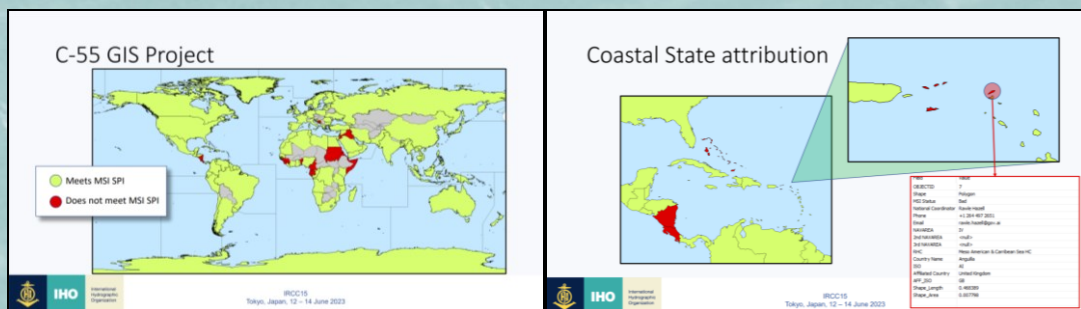 C-55 GIS Project
Meets MSI SPI
Does not meet MSI SPI
IHO
International
Hydrographic
Organization
IRCC15
Tokyo, Japan, 12 – 14 June 2023
Coastal State attribution
OBJECTID 7
Shape Polygon
MSI Status Bad
National Coordinator
Phone
Email
NAVAREA IV
2nd NAVAREA <null>
3rd NAVAREA <null>
RHC Meso American & Caribbean Sea HC
Country Name Anguilla
ISO AI
Affiliated Country United Kingdom
AFF_ISO GB
Shape_Length
Shape_Area
IHO
International
Hydrographic
Organization
IRCC15
Tokyo, Japan, 12 – 14 June 2023